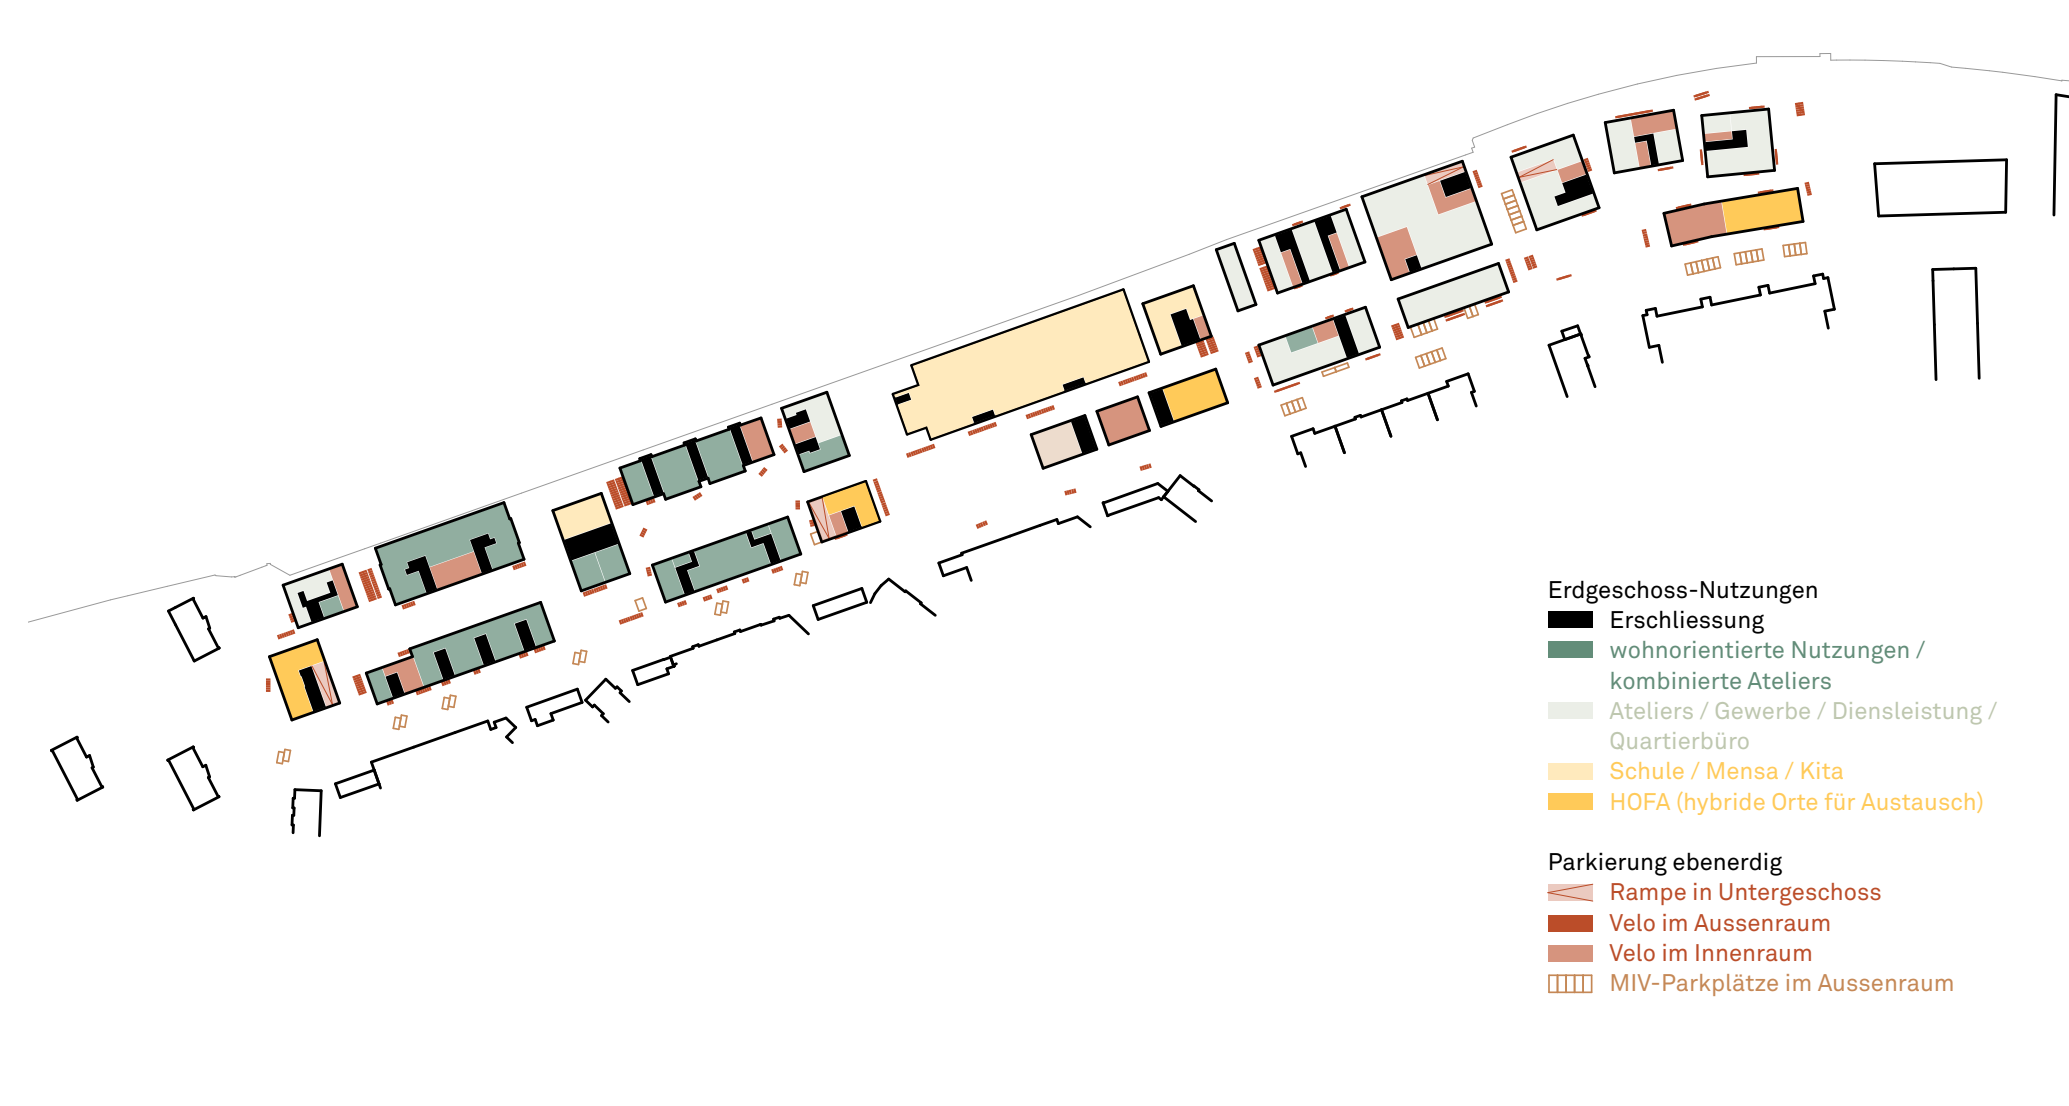 Erdgeschoss-Nutzungen
Erschliessung
wohnorientierte Nutzungen /
kombinierte Ateliers
Ateliers / Gewerbe / Diensleistung /
Quartierbüro
Schule / Mensa / Kita
HOFA (hybride Orte für Austausch)
Parkierung ebenerdig
Rampe in Untergeschoss
Velo im Aussenraum
Velo im Innenraum
MIV-Parkplätze im Aussenraum